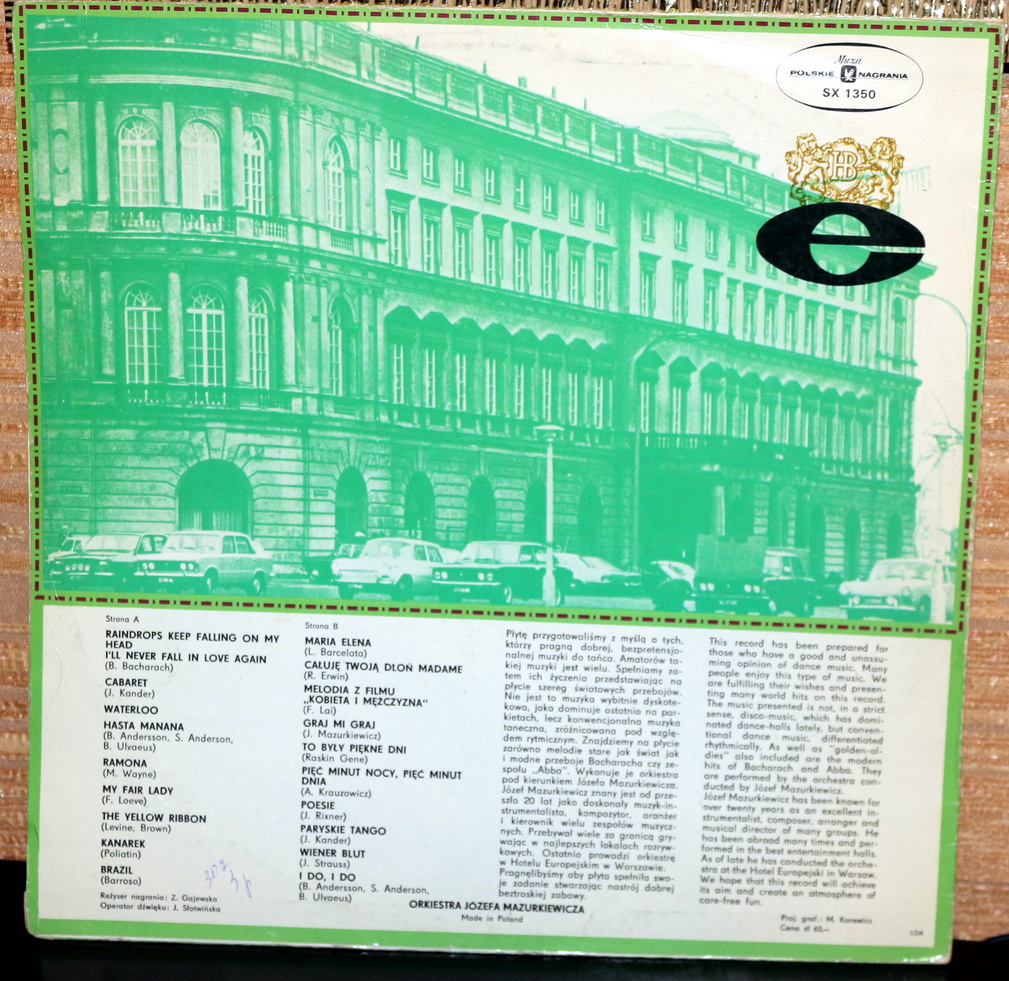 Muza
POLSKIE NAGRANIA
SX 1350
HB
e
Strona A
RAINDROPS KEEP FALLING ON MY
HEAD
I'LL NEVER FALL IN LOVE AGAIN
(B. Bacharach)
CABARET
(J. Kander)
WATERLOO
HASTA MANANA
(B. Anderson, S. Anderson,
B. Ulvaeus)
RAMONA
(M. Wayne)
MY FAIR LADY
(F. Loeve)
THE YELLOW RIBBON
(Levine, Brown)
KANAREK
(Poliatin)
BRAZIL
(Barroso)
Reżyser nagrania: Z. Gajewska
Operator dźwięku: J. Słotwińska
Strona B
MARIA ELENA
(L. Barcelata)
CAŁUJĘ TWOJĄ DŁOŃ MADAME
(R. Erwin)
MELODIA Z FILMU
„KOBIETA I MĘŻCZYZNA"
(F. Lai)
GRAJ MI GRAJ
(J. Mazurkiewicz)
TO BYŁY PIĘKNE DNI
(Raskin Gene)
PIĘĆ MINUT NOCY, PIĘĆ MINUT
DNIA
(A. Krauzowicz)
POESIE
(J. Rixner)
PARYSKIE TANGO
(J. Kander)
WIENER BLUT
(J. Strauss)
I DO, I DO
(B. Andersson, S. Anderson,
B. Ulvaeus)
ORKIESTRA JÓZEFA MAZURKIEWICZA
Made in Poland
Płytę przygotowaliśmy z myślą o tych,
którzy pragną dobrej, bezpretensjo-
nalnej muzyki do tańca. Amatorów ta-
kiej muzyki jest wielu. Spełniamy za-
tem ich życzenia przedstawiając na
płycie szereg światowych przebojów.
Nie jest to muzyka wybitnie dyskote-
kowa, jaka dominuje ostatnio na par-
kietach, lecz konwencjonalna muzyka
taneczna, zróżnicowana pod wzglę-
dem rytmicznym. Znajdziemy na płycie
zarówno melodie stare jak świat jak
i modne przeboje Bacharacha czy ze-
społu „Abba". Wykonuje je orkiestra
pod kierunkiem Józefa Mazurkiewicza.
Józef Mazurkiewicz znany jest od prze-
szło 20 lat jako doskonały muzyk-in-
strumentalista, kompozytor, aranżer
i kierownik wielu zespołów muzycz-
nych. Przebywał wiele za granicą gry-
wając w najlepszych lokalach rozryw-
kowych. Ostatnio prowadzi orkiestrę
w Hotelu Europejskim w Warszawie.
Pragnęlibyśmy aby płyta spełniła swo-
je zadanie stwarzając nastrój dobrej
beztroskiej zabawy.
This record has been prepared for
those who have a good and unassu-
ming opinion of dance music. Many
people enjoy this type of music. We
are fulfilling their wishes and presen-
ting many world hits on this record.
The music presented is not, in a strict
sense, disco-music, which has domi-
nated dance-halls lately, but conven-
tional dance music, differentiated
rhythmically. As well as "golden-ol-
dies" also included are the modern
hits of Bacharach and Abba. They
are performed by the orchestra con-
ducted by Józef Mazurkiewicz.
Józef Mazurkiewicz has been known for
over twenty years as an excellent in-
strumentalist, composer, arranger and
musical director of many groups. He
has been abroad many times and per-
formed in the best entertainment halls.
As of late he has conducted the orche-
stra at the Hotel Europejski in Warsaw.
We hope that this record will achieve
its aim and create an atmosphere of
care-free fun.
Proj. graf.: M. Karewicz
Cena zł 65,-